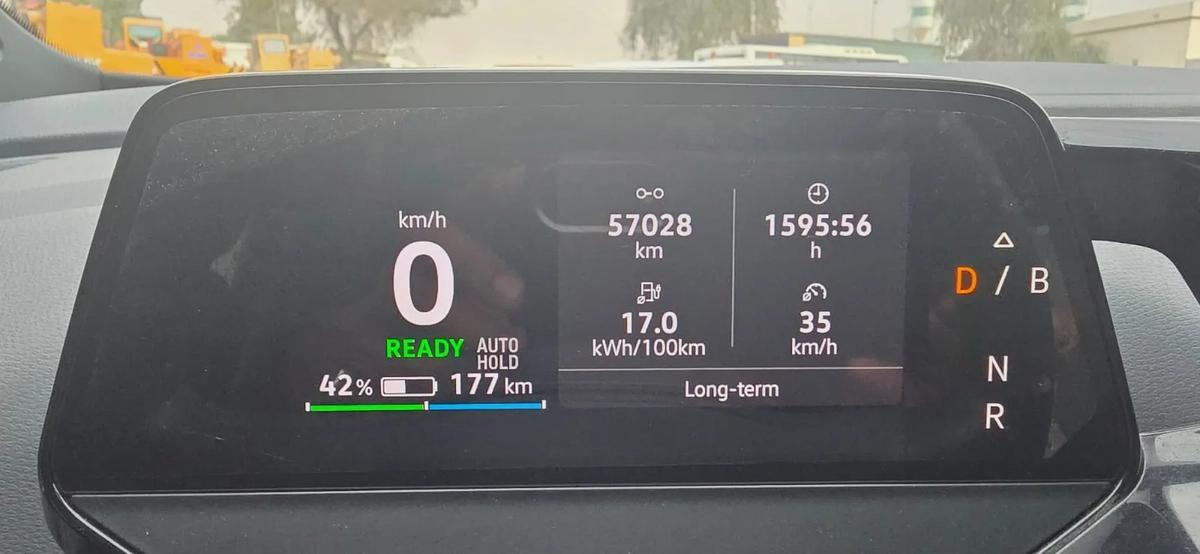 km/h
0
READY
AUTO
HOLD
42% 177 km
57028
km
1595:56
h
17.0
kWh/100km
35
km/h
Long-term
D / B
N
R